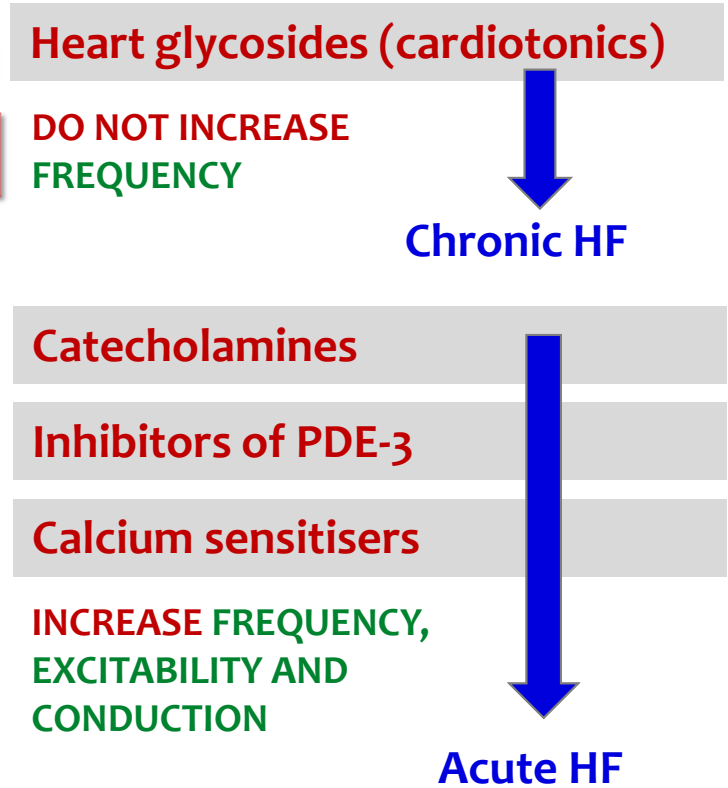 Heart glycosides (cardiotonics)
DO NOT INCREASE
FREQUENCY
Chronic HF
Catecholamines
Inhibitors of PDE-3
Calcium sensitisers
INCREASE FREQUENCY,
EXCITABILITY AND
CONDUCTION
Acute HF